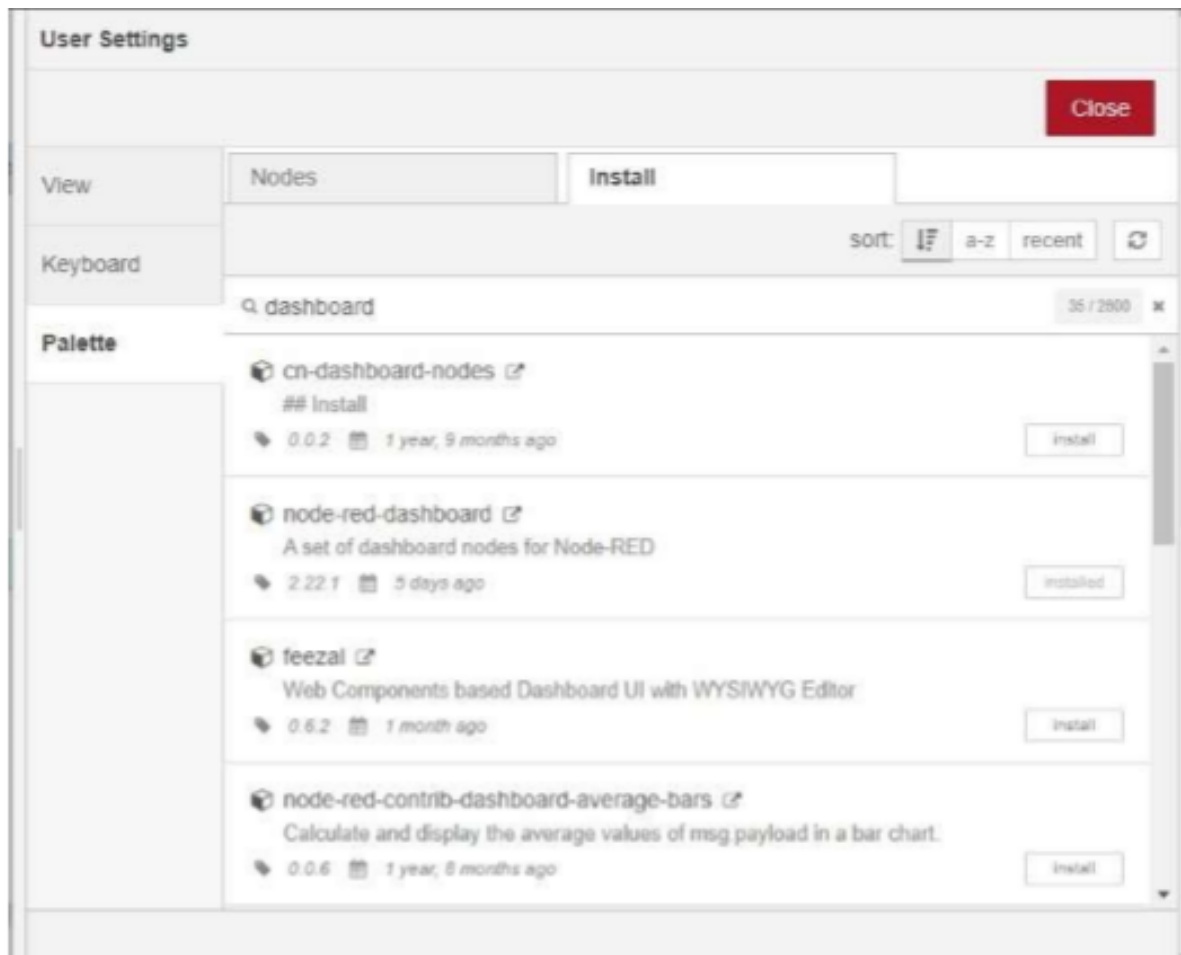 User Settings
Close
View
Keyboard
Palette
Nodes
Install
sort: a-z recent
dashboard
35 / 2800
cn-dashboard-nodes
## Install
0.0.2 1 year, 9 months ago
install
node-red-dashboard
A set of dashboard nodes for Node-RED
2.22.1 5 days ago
installed
feezal
Web Components based Dashboard UI with WYSIWYG Editor
0.6.2 1 month ago
install
node-red-contrib-dashboard-average-bars
Calculate and display the average values of msg payload in a bar chart.
0.0.6 1 year, 8 months ago
install